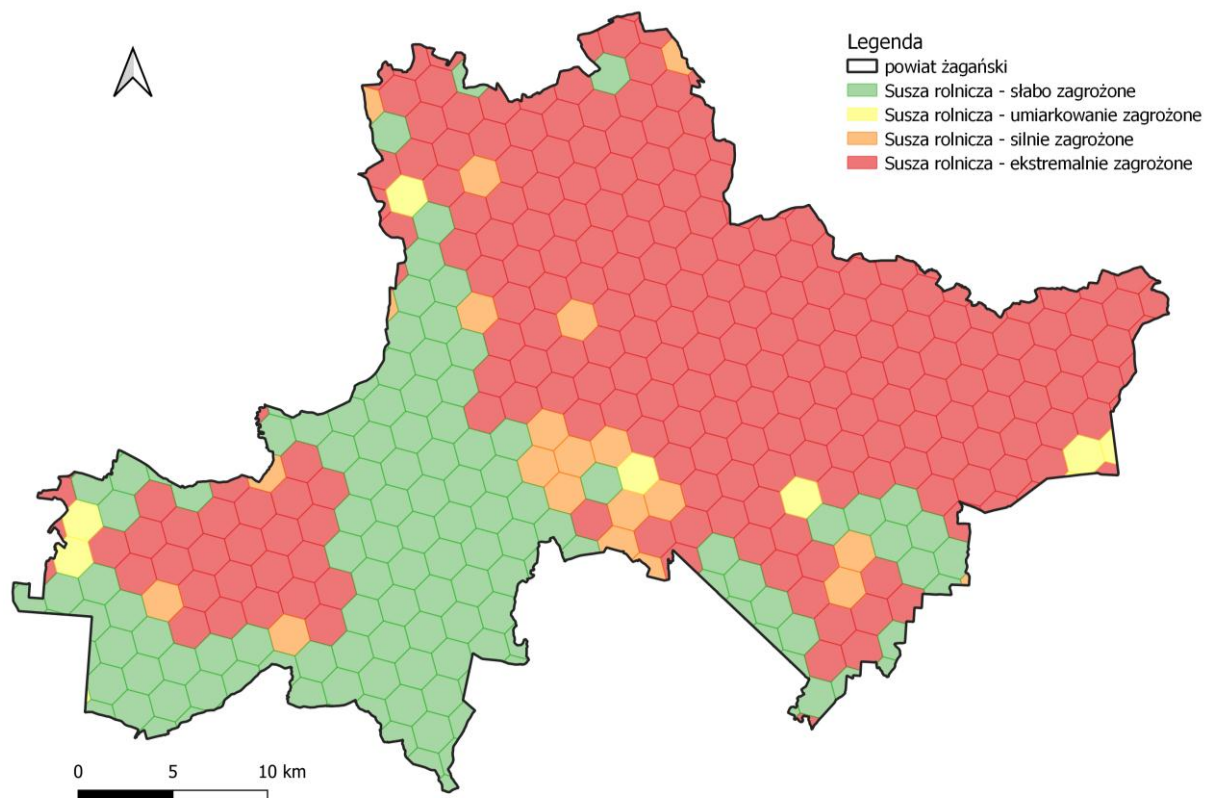 Legenda
powiat żagański
Susza rolnicza - słabo zagrożone
Susza rolnicza - umiarkowanie zagrożone
Susza rolnicza - silnie zagrożone
Susza rolnicza - ekstremalnie zagrożone
0 5 10 km